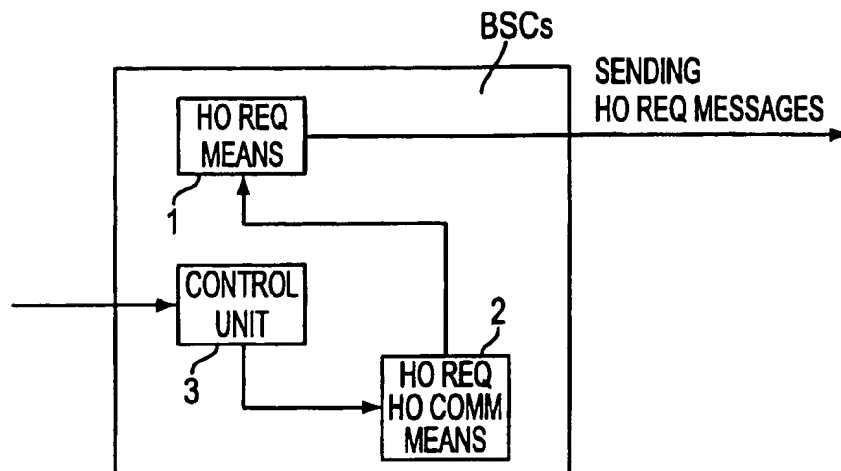 BSCs
SENDING
HO REQ MESSAGES
HO REQ
MEANS
1
CONTROL
UNIT
3
2
HO REQ
HO COMM
MEANS